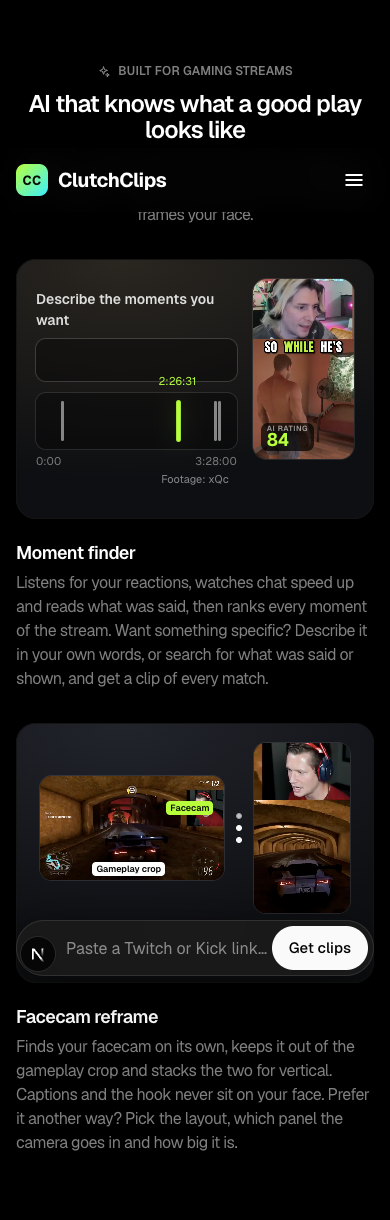 BUILT FOR GAMING STREAMS
AI that knows what a good play
looks like
CC ClutchClips
frames your face.
Describe the moments you
want
2:26:31
0:00 3:28:00
Footage: xQc
SO WHILE HE'S
AI RATING
84
Moment finder
Listens for your reactions, watches chat speed up
and reads what was said, then ranks every moment
of the stream. Want something specific? Describe it
in your own words, or search for what was said or
shown, and get a clip of every match.
1/2
Facecam
Gameplay crop
96
N Paste a Twitch or Kick link... Get clips
Facecam reframe
Finds your facecam on its own, keeps it out of the
gameplay crop and stacks the two for vertical.
Captions and the hook never sit on your face. Prefer
it another way? Pick the layout, which panel the
camera goes in and how big it is.